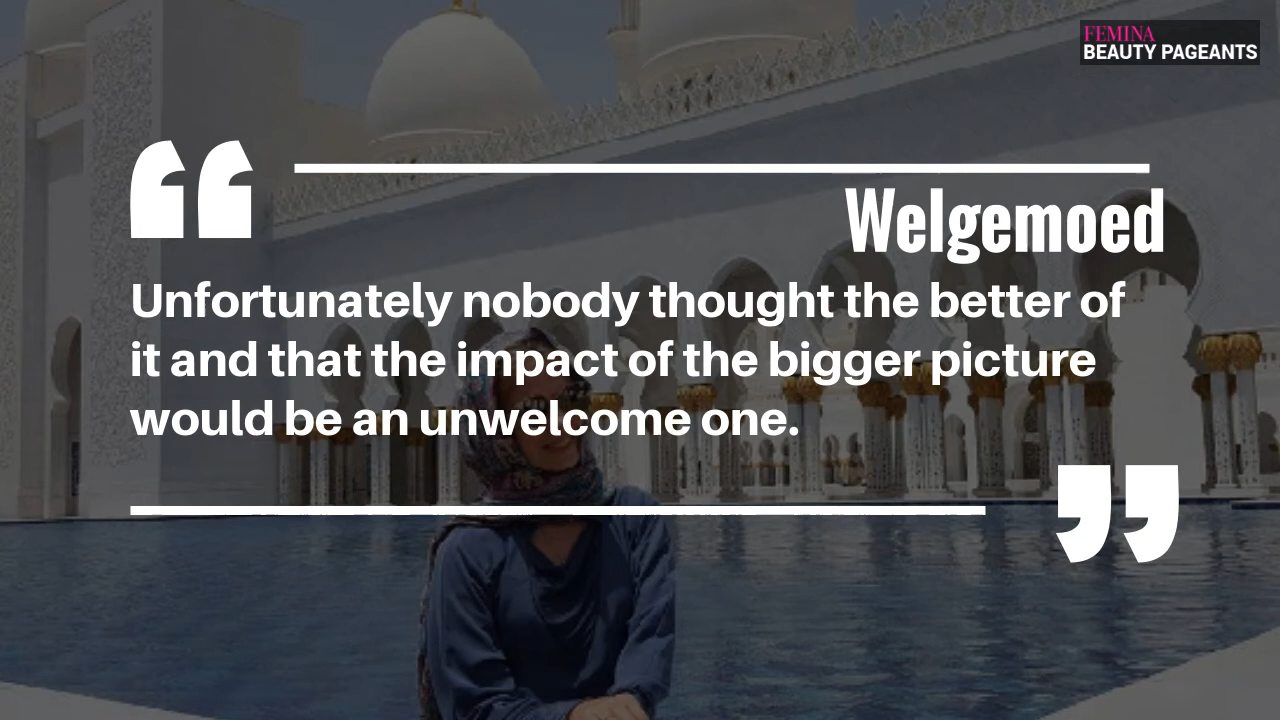 FEMINA
BEAUTY PAGEANTS
Welgemoed
Unfortunately nobody thought the better of
it and that the impact of the bigger picture
would be an unwelcome one.